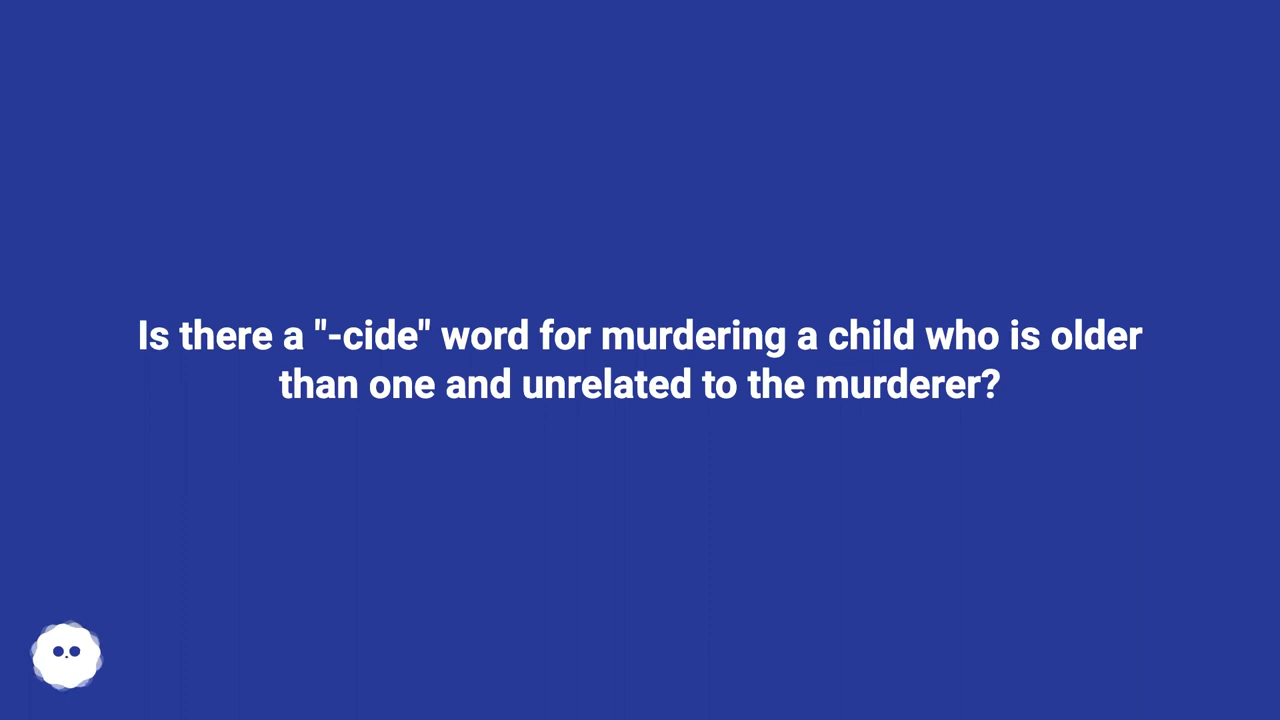 Is there a "-cide" word for murdering a child who is older
than one and unrelated to the murderer?